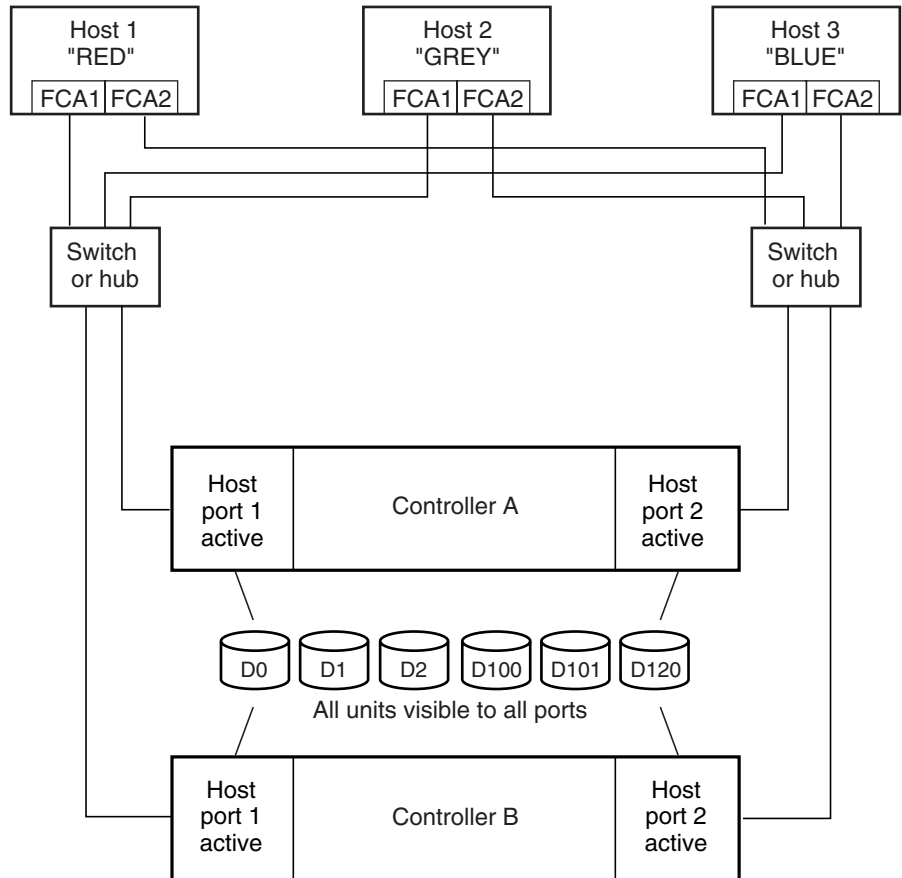 Host 1
"RED"
FCA1 FCA2
Host 2
"GREY"
FCA1 FCA2
Host 3
"BLUE"
FCA1 FCA2
Switch
or hub
Switch
or hub
Host
port 1
active
Controller A
Host
port 2
active
D0 D1 D2 D100 D101 D120
All units visible to all ports
Host
port 1
active
Controller B
Host
port 2
active